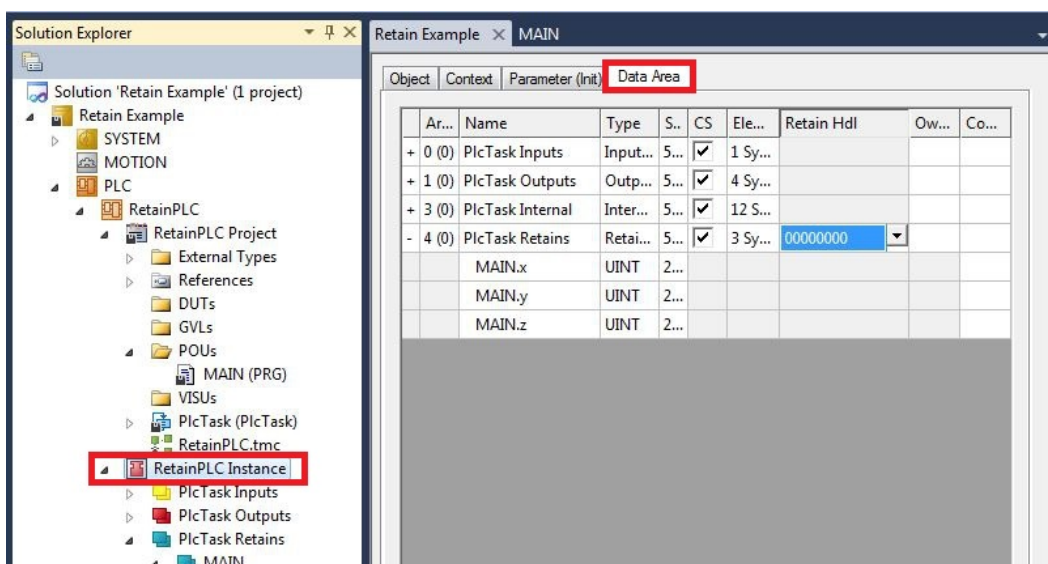 Solution Explorer
Solution 'Retain Example' (1 project)
Retain Example
SYSTEM
MOTION
PLC
RetainPLC
RetainPLC Project
External Types
References
DUTs
GVLs
POUs
MAIN (PRG)
VISUs
PlcTask (PlcTask)
RetainPLC.tmc
RetainPLC Instance
PlcTask Inputs
PlcTask Outputs
PlcTask Retains
MAIN
Retain Example MAIN
Object Context Parameter (Init) Data Area
Ar... Name Type S.. CS Ele... Retain Hdl Ow... Co...
+ 0 (0) PlcTask Inputs Input... 5... 1 Sy...
+ 1 (0) PlcTask Outputs Outp... 5... 4 Sy...
+ 3 (0) PlcTask Internal Inter... 5... 12 S...
- 4 (0) PlcTask Retains Retai... 5... 3 Sy... 00000000
MAIN.x UINT 2...
MAIN.y UINT 2...
MAIN.z UINT 2...